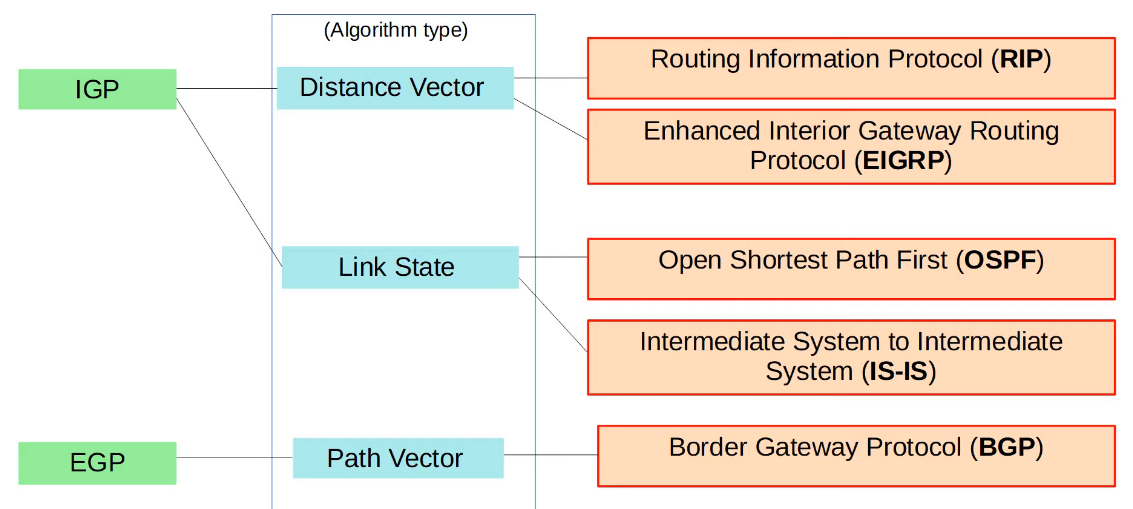 (Algorithm type)
IGP
Distance Vector
Routing Information Protocol (RIP)
Enhanced Interior Gateway Routing
Protocol (EIGRP)
Link State
Open Shortest Path First (OSPF)
Intermediate System to Intermediate
System (IS-IS)
EGP
Path Vector
Border Gateway Protocol (BGP)